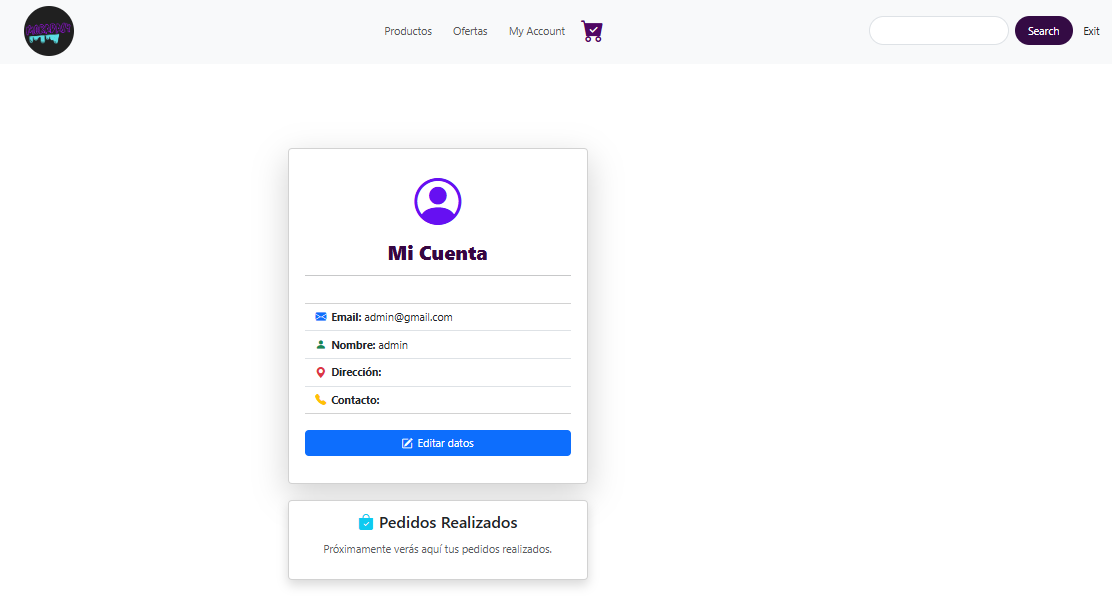 Productos Ofertas My Account Search Exit
Mi Cuenta
Email: admin@gmail.com
Nombre: admin
Dirección:
Contacto:
Editar datos
Pedidos Realizados
Próximamente verás aquí tus pedidos realizados.